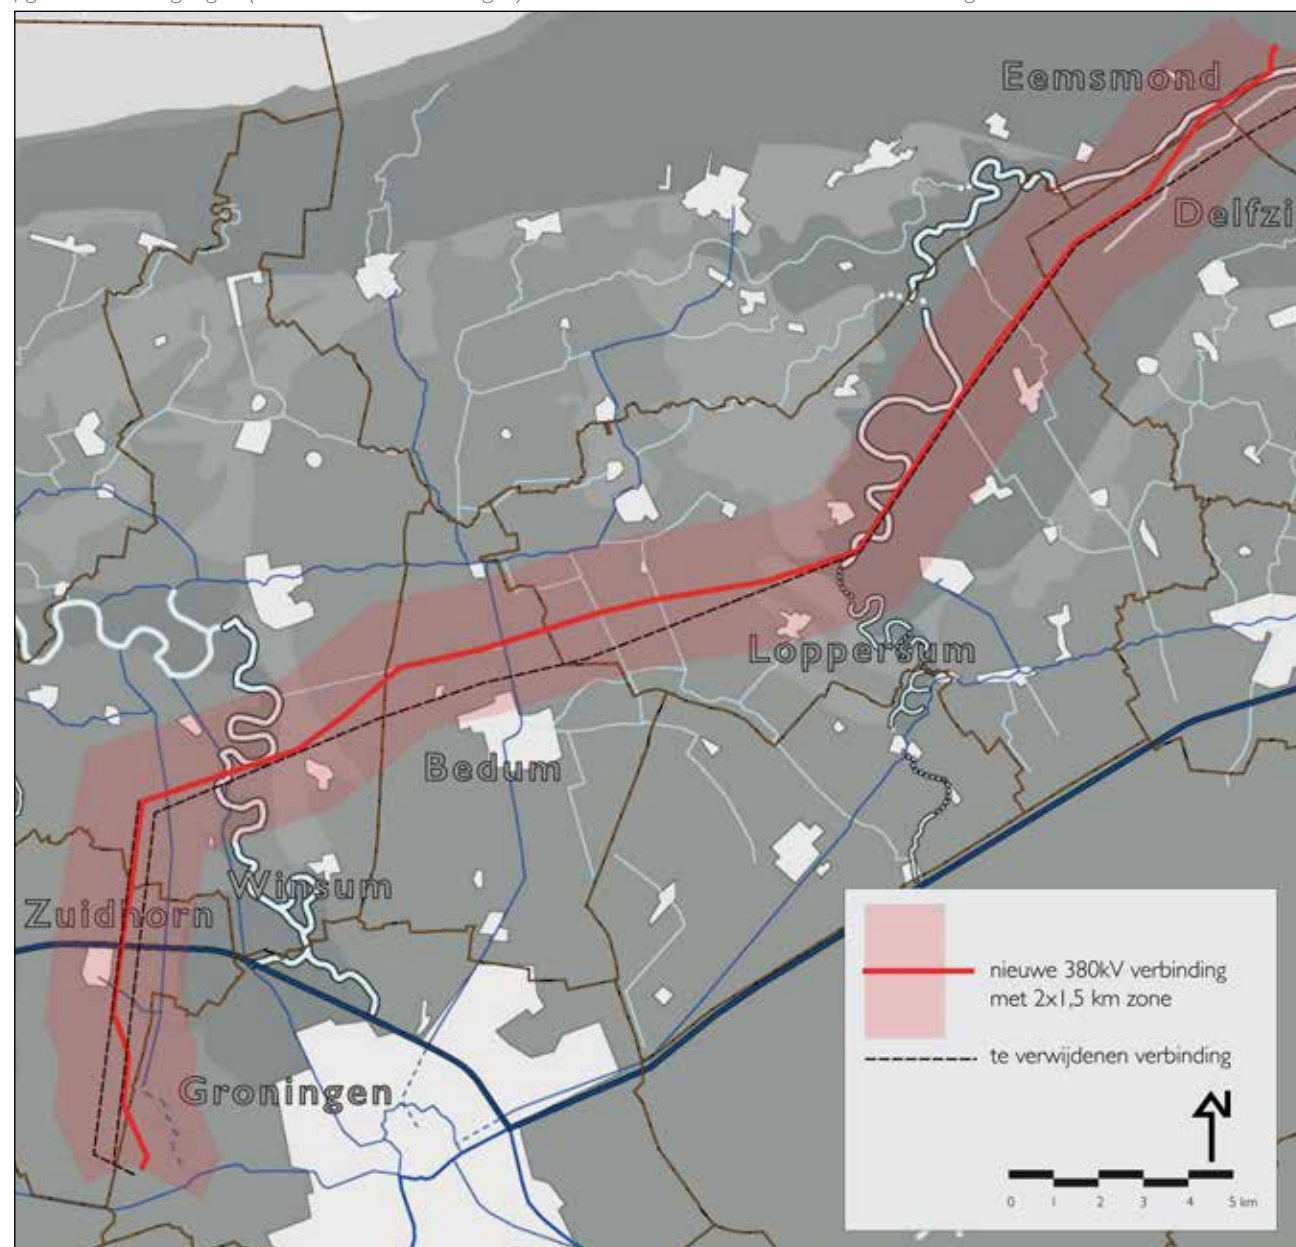 Eemsmond
Delfzi
Loppersum
Bedum
Winsum
Zuidhorn
Groningen
nieuwe 380kV verbinding
met 2x1,5 km zone
te verwijdenen verbinding
0 1 2 3 4 5 km